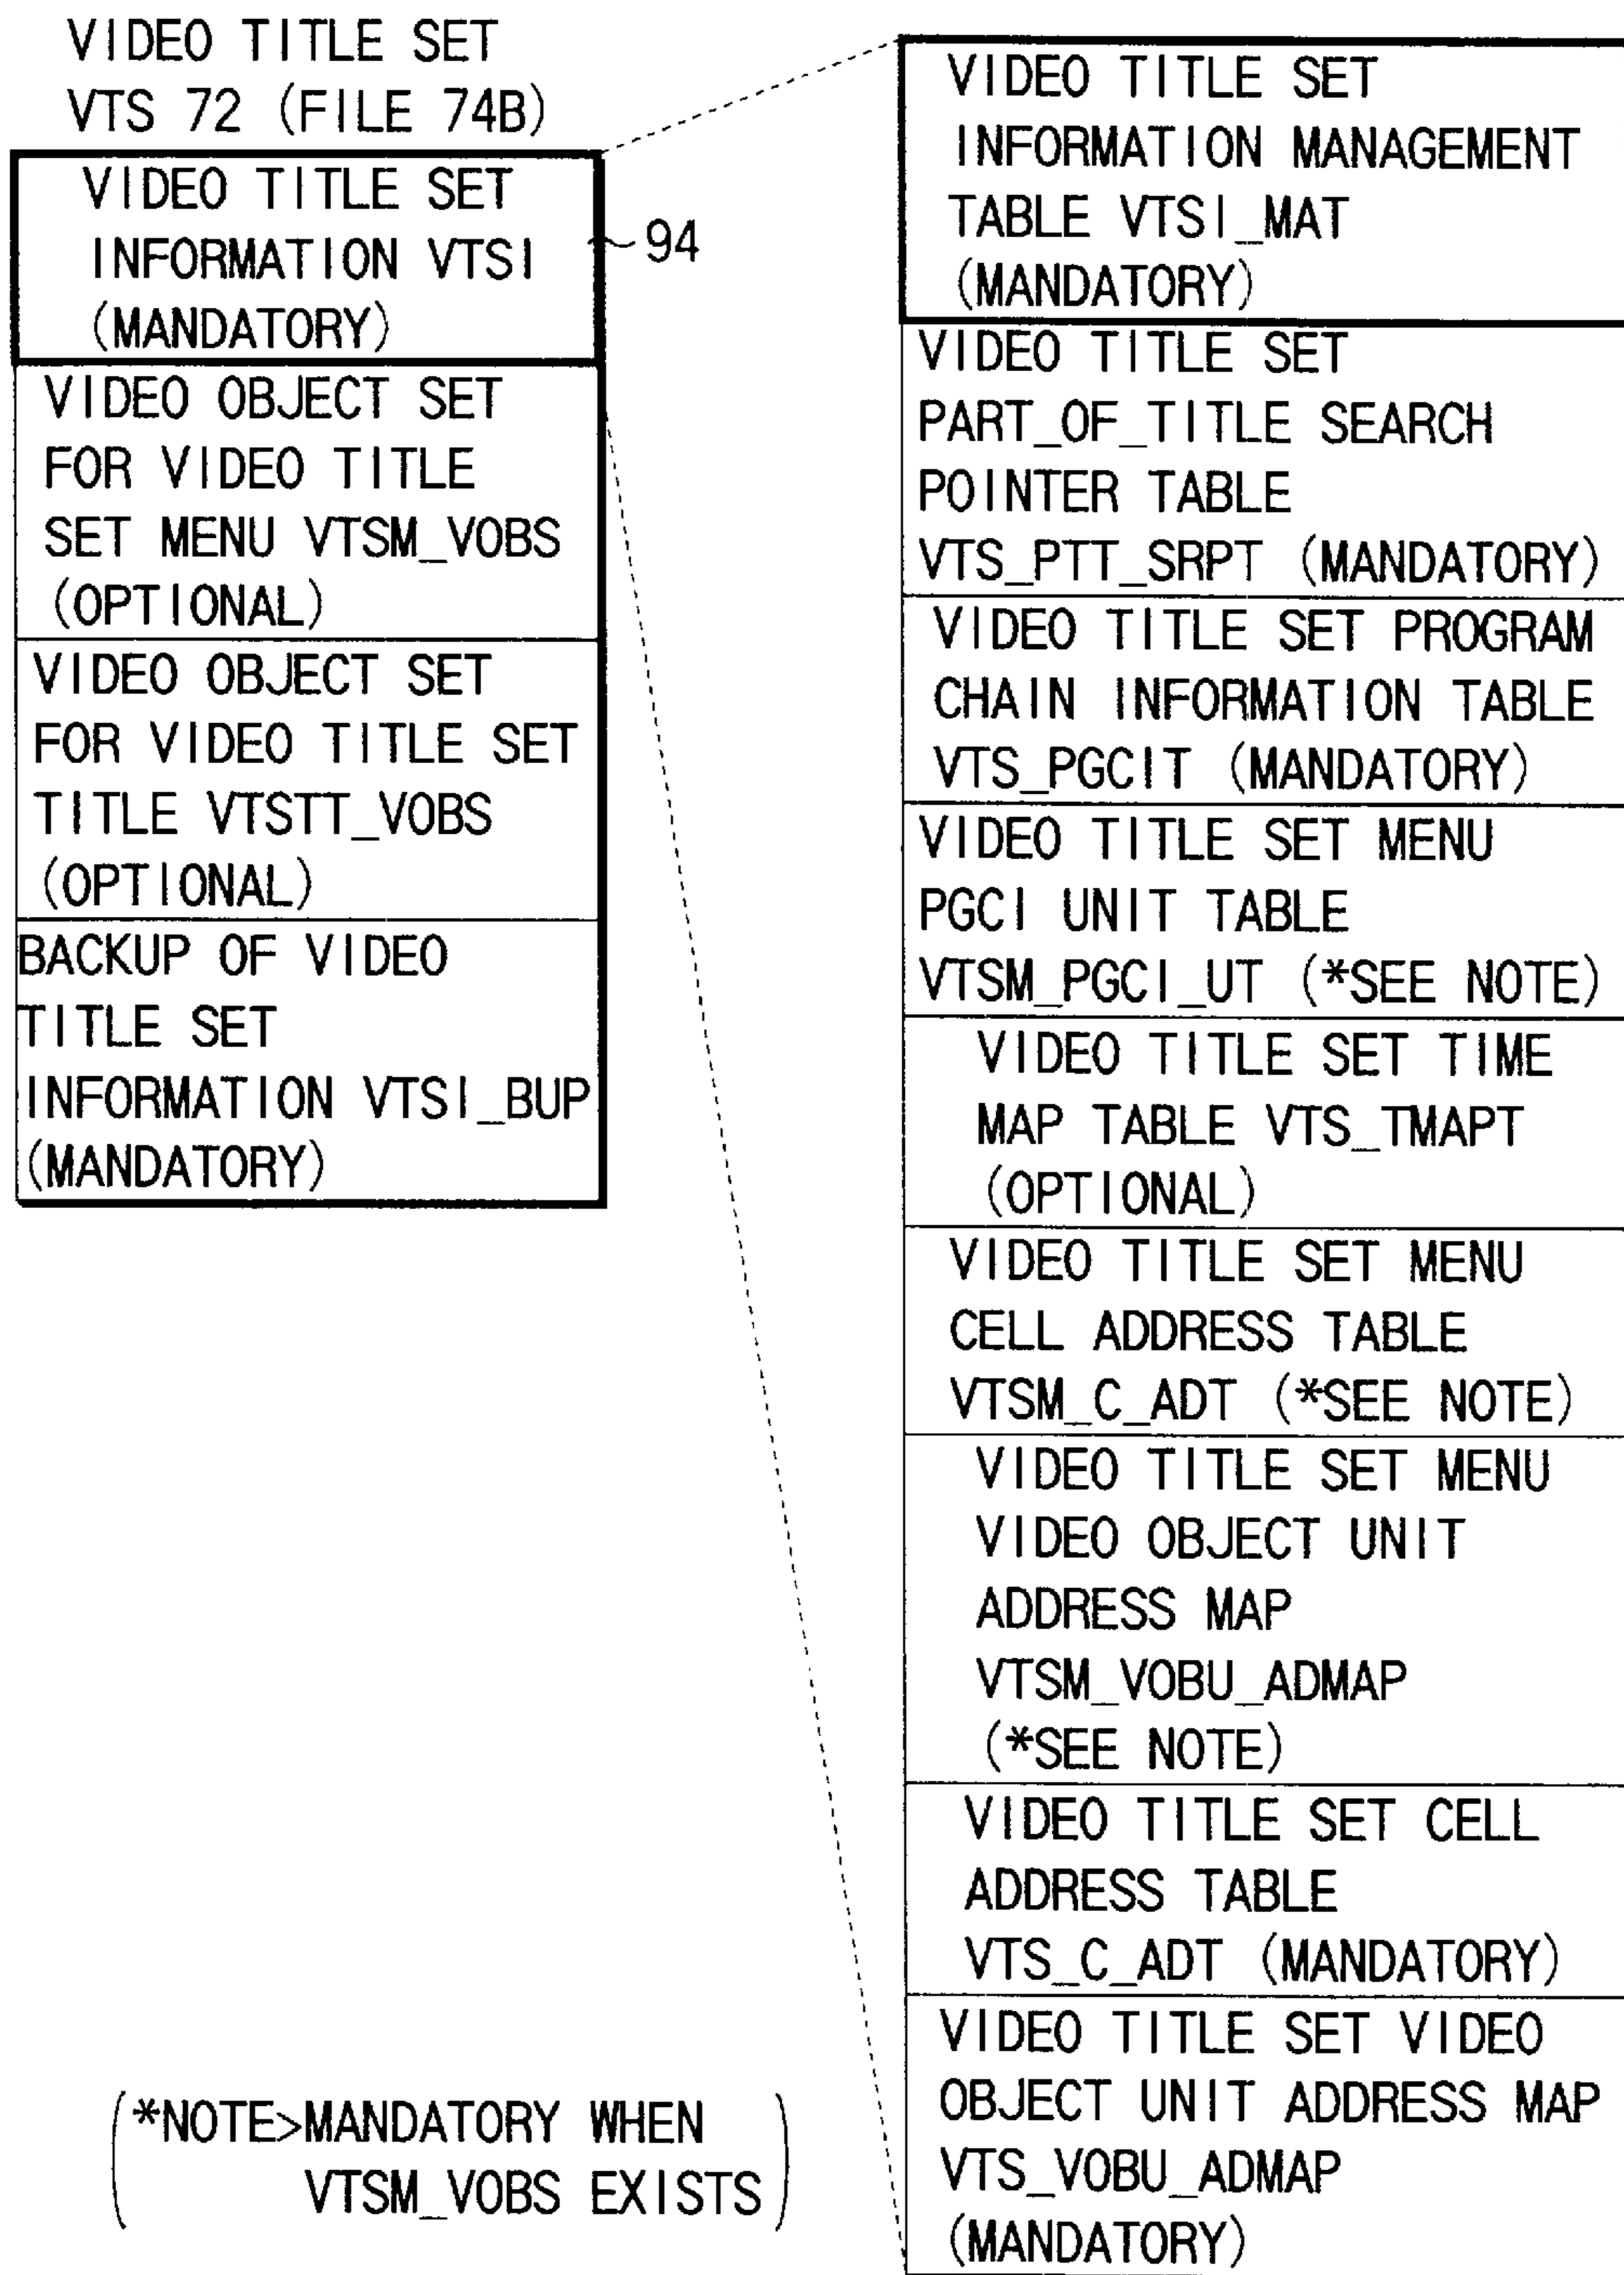 VIDEO TITLE SET
VTS 72 (FILE 74B)
VIDEO TITLE SET
INFORMATION VTSI
(MANDATORY)
94
VIDEO OBJECT SET
FOR VIDEO TITLE
SET MENU VTSM_VOBS
(OPTIONAL)
VIDEO OBJECT SET
FOR VIDEO TITLE SET
TITLE VTSTT_VOBS
(OPTIONAL)
BACKUP OF VIDEO
TITLE SET
INFORMATION VTSI_BUP
(MANDATORY)
(*NOTE>MANDATORY WHEN
VTSM_VOBS EXISTS)
VIDEO TITLE SET
INFORMATION MANAGEMENT
TABLE VTSI_MAT
(MANDATORY)
VIDEO TITLE SET
PART_OF_TITLE SEARCH
POINTER TABLE
VTS_PTT_SRPT (MANDATORY)
VIDEO TITLE SET PROGRAM
CHAIN INFORMATION TABLE
VTS_PGCIT (MANDATORY)
VIDEO TITLE SET MENU
PGCI UNIT TABLE
VTSM_PGCI_UT (*SEE NOTE)
VIDEO TITLE SET TIME
MAP TABLE VTS_TMAPT
(OPTIONAL)
VIDEO TITLE SET MENU
CELL ADDRESS TABLE
VTSM_C_ADT (*SEE NOTE)
VIDEO TITLE SET MENU
VIDEO OBJECT UNIT
ADDRESS MAP
VTSM_VOBU_ADMAP
(*SEE NOTE)
VIDEO TITLE SET CELL
ADDRESS TABLE
VTS_C_ADT (MANDATORY)
VIDEO TITLE SET VIDEO
OBJECT UNIT ADDRESS MAP
VTS_VOBU_ADMAP
(MANDATORY)